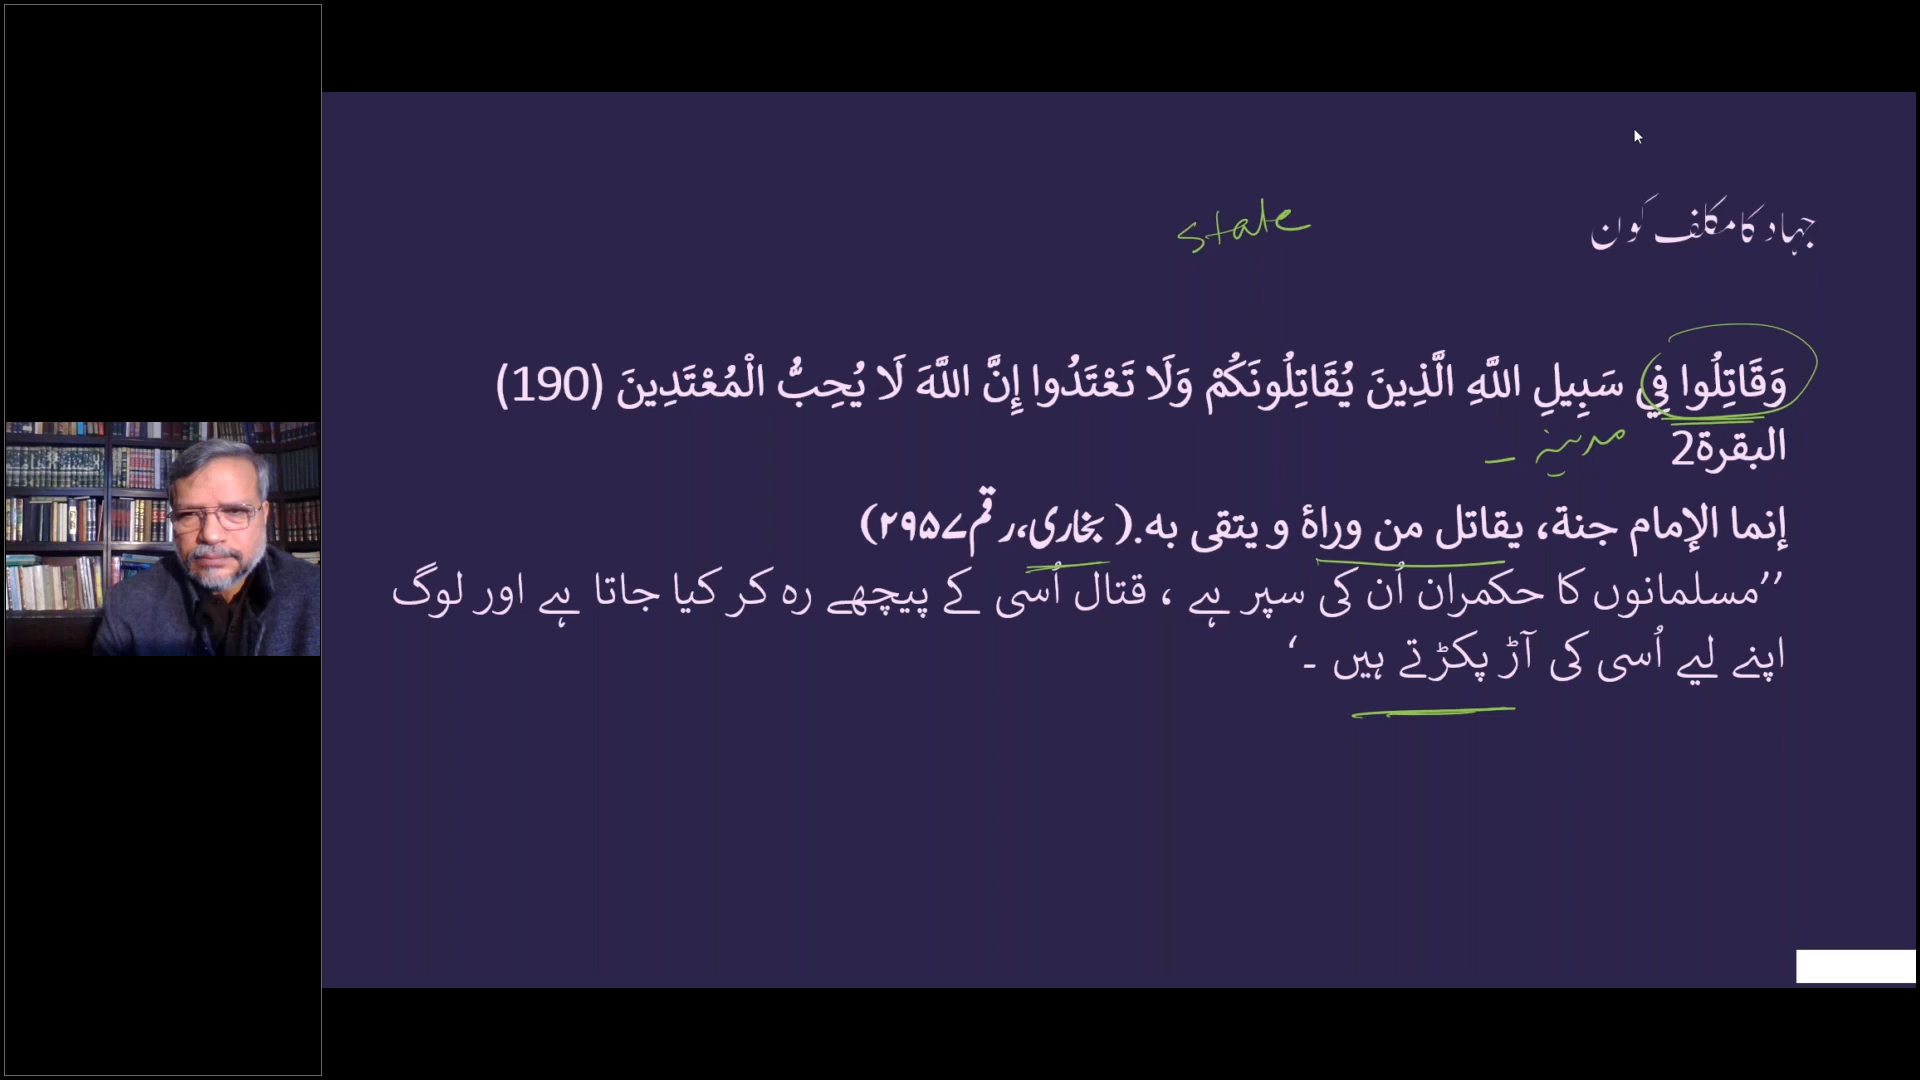 جہاد کا مکلف کون
state
وَقَاتِلُوا فِي سَبِيلِ اللَّهِ الَّذِينَ يُقَاتِلُونَكُمْ وَلَا تَعْتَدُوا إِنَّ اللَّهَ لَا يُحِبُّ الْمُعْتَدِينَ (190)
البقرة2
مدینہ –
إنما الإمام جنة، يقاتل من وراۂ و يتقى به.( بخاری،رقم۲۹۵۷)
’’مسلمانوں کا حکمران اُن کی سپر ہے ، قتال اُسی کے پیچھے رہ کر کیا جاتا ہے اور لوگ
اپنے لیے اُسی کی آڑ پکڑتے ہیں ۔‘